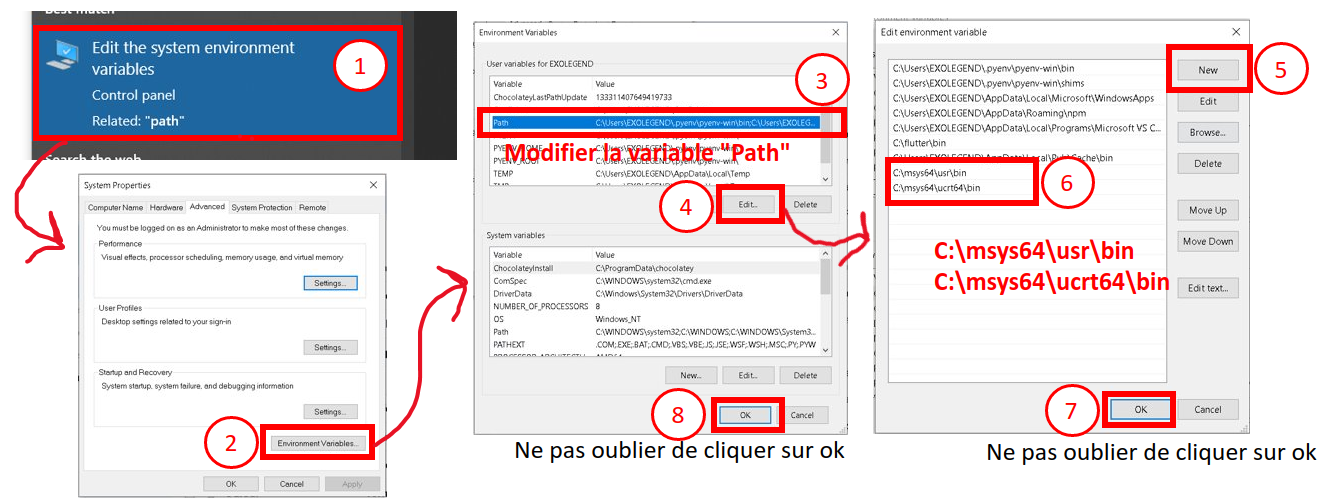 Best match
Edit the system environment
variables
Control panel
Related: "path"
1
Search the web
System Properties
Computer Name
Hardware
Advanced
System Protection
Remote
You must be logged on as an Administrator to make most of these changes.
Performance
Visual effects, processor scheduling, memory usage, and virtual memory
Settings...
User Profiles
Desktop settings related to your sign-in
Settings...
Startup and Recovery
System startup, system failure, and debugging information
Settings...
2
Environment Variables...
OK
Cancel
Apply
Environment Variables
User variables for EXOLEGEND
3
Variable Value
ChocolateyLastPathUpdate 133311407649419733
Path C:\Users\EXOLEGEND\.pyenv\pyenv-win\bin;C:\Users\EXOLEG...
Modifier la variable "Path"
PYENV_HOME C:\Users\EXOLEGEND\.pyenv\pyenv-win\
PYENV_ROOT C:\Users\EXOLEGEND\.pyenv\pyenv-win\
TEMP C:\Users\EXOLEGEND\AppData\Local\Temp
4
Edit...
Delete
System variables
Variable Value
ChocolateyInstall C:\ProgramData\chocolatey
ComSpec C:\WINDOWS\system32\cmd.exe
DriverData C:\Windows\System32\Drivers\DriverData
NUMBER_OF_PROCESSORS 8
OS Windows_NT
Path C:\WINDOWS\system32;C:\WINDOWS;C:\WINDOWS\System3...
PATHEXT .COM;.EXE;.BAT;.CMD;.VBS;.VBE;.JS;.JSE;.WSF;.WSH;.MSC;.PY;.PYW
New...
Edit...
Delete
8
OK
Cancel
Ne pas oublier de cliquer sur ok
Edit environment variable
C:\Users\EXOLEGEND\.pyenv\pyenv-win\bin
C:\Users\EXOLEGEND\.pyenv\pyenv-win\shims
C:\Users\EXOLEGEND\AppData\Local\Microsoft\WindowsApps
C:\Users\EXOLEGEND\AppData\Roaming\npm
C:\Users\EXOLEGEND\AppData\Local\Programs\Microsoft VS C...
C:\flutter\bin
C:\msys64\usr\bin
C:\msys64\ucrt64\bin
6
C:\msys64\usr\bin
C:\msys64\ucrt64\bin
New
5
Edit
Browse...
Delete
Move Up
Move Down
Edit text...
7
OK
Cancel
Ne pas oublier de cliquer sur ok